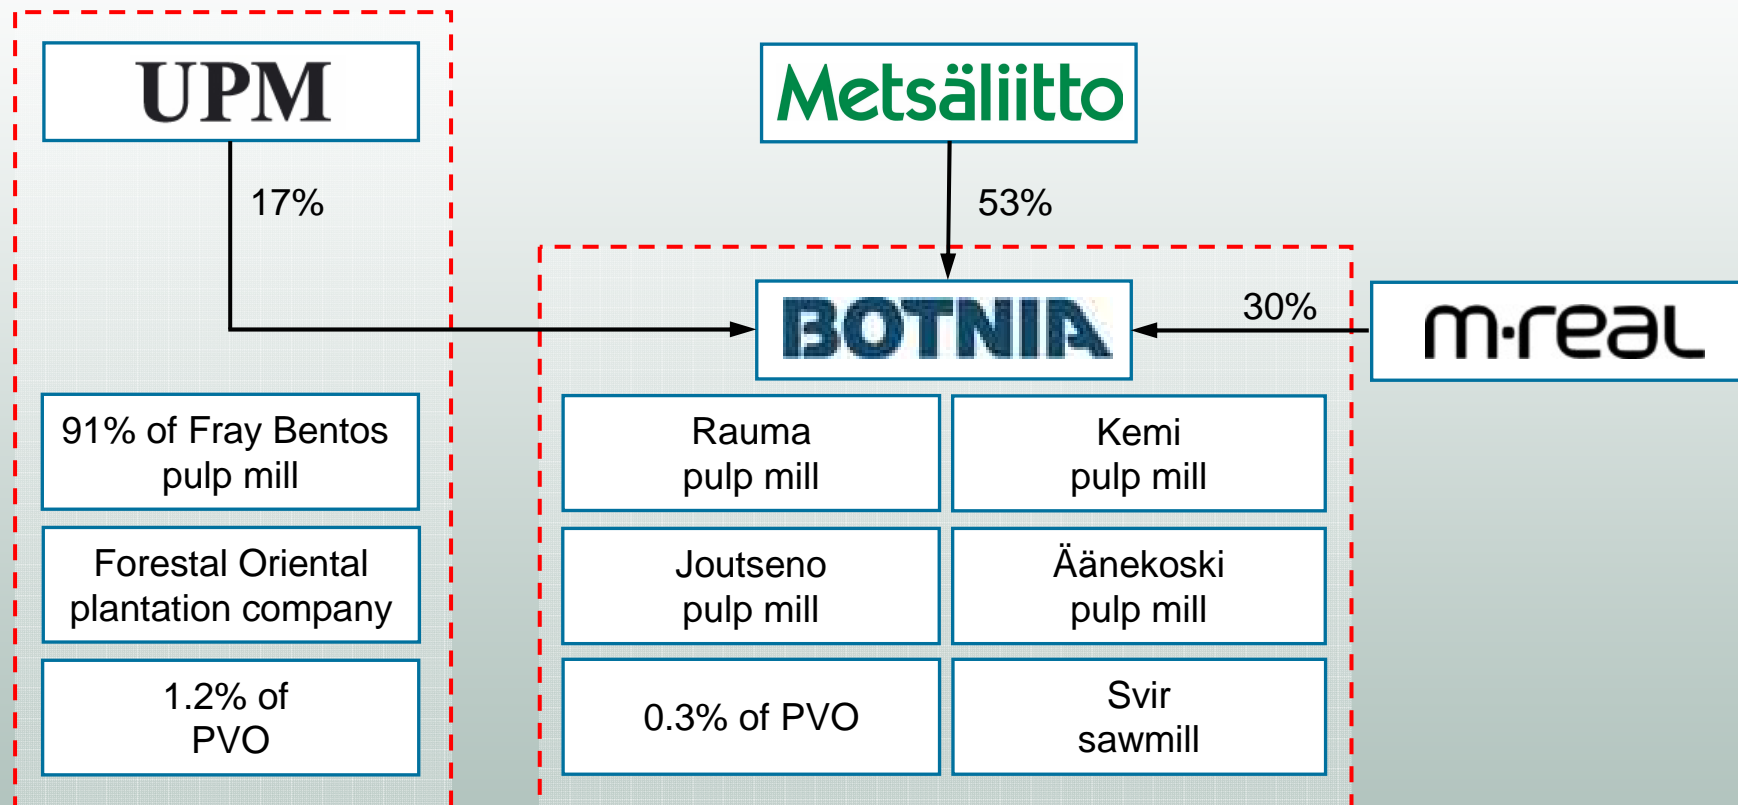 UPM
Metsäliitto
17%
53%
BOTNIA
30%
m·real
91% of Fray Bentos
pulp mill
Forestal Oriental
plantation company
1.2% of
PVO
Rauma
pulp mill
Kemi
pulp mill
Joutseno
pulp mill
Äänekoski
pulp mill
0.3% of PVO
Svir
sawmill